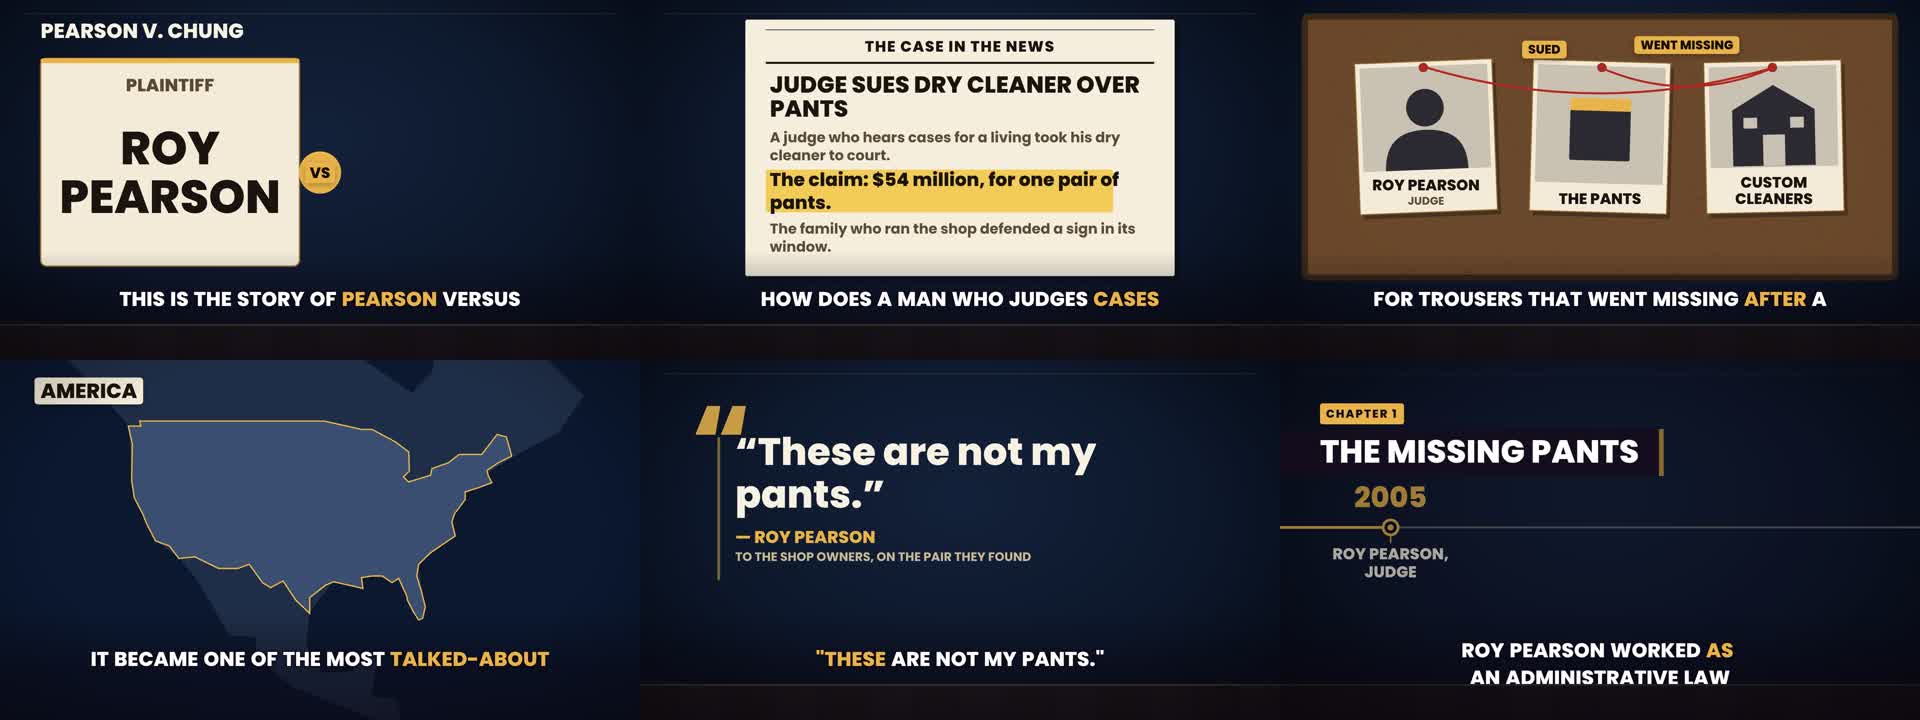 PEARSON V. CHUNG
PLAINTIFF
ROY
PEARSON
VS
THIS IS THE STORY OF PEARSON VERSUS
THE CASE IN THE NEWS
JUDGE SUES DRY CLEANER OVER
PANTS
A judge who hears cases for a living took his dry
cleaner to court.
The claim: $54 million, for one pair of
pants.
The family who ran the shop defended a sign in its
window.
HOW DOES A MAN WHO JUDGES CASES
SUED
WENT MISSING
ROY PEARSON
JUDGE
THE PANTS
CUSTOM
CLEANERS
FOR TROUSERS THAT WENT MISSING AFTER A
AMERICA
IT BECAME ONE OF THE MOST TALKED-ABOUT
“These are not my
pants.”
— ROY PEARSON
TO THE SHOP OWNERS, ON THE PAIR THEY FOUND
"THESE ARE NOT MY PANTS."
CHAPTER 1
THE MISSING PANTS
2005
ROY PEARSON,
JUDGE
ROY PEARSON WORKED AS
AN ADMINISTRATIVE LAW